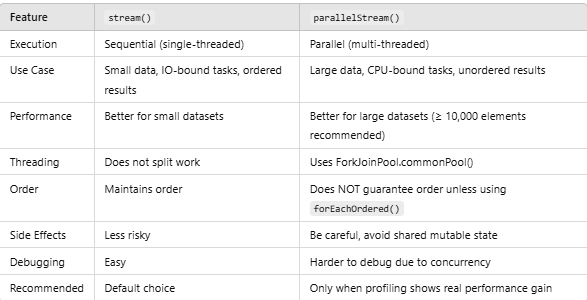 Feature stream() parallelStream()
Execution Sequential (single-threaded) Parallel (multi-threaded)
Use Case Small data, IO-bound tasks, ordered Large data, CPU-bound tasks, unordered results
results
Performance Better for small datasets Better for large datasets (≥ 10,000 elements
recommended)
Threading Does not split work Uses ForkJoinPool.commonPool()
Order Maintains order Does NOT guarantee order unless using
forEachOrdered()
Side Effects Less risky Be careful, avoid shared mutable state
Debugging Easy Harder to debug due to concurrency
Recommended Default choice Only when profiling shows real performance gain